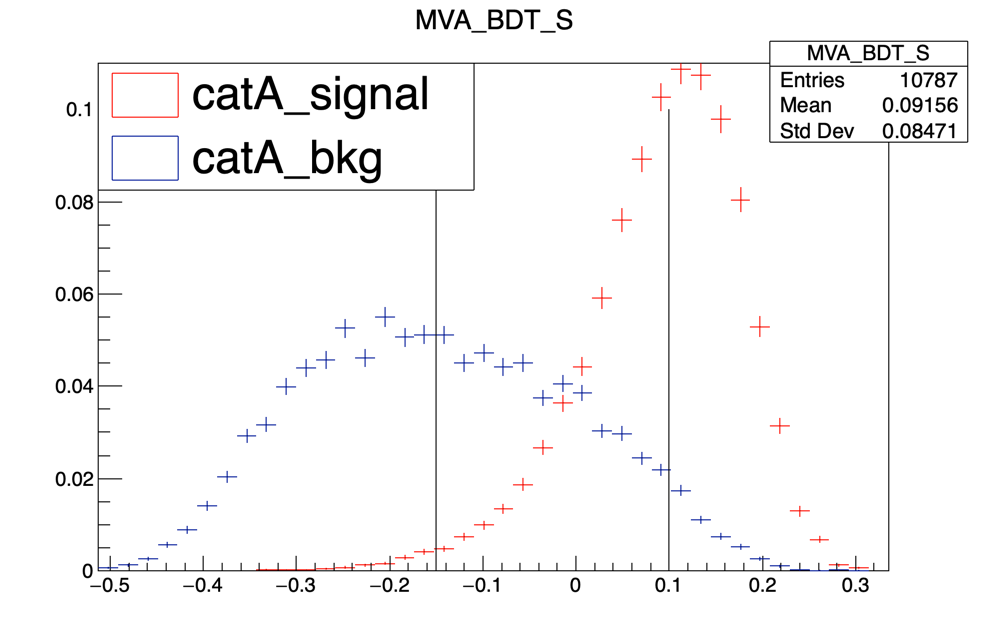 MVA_BDT_S
MVA_BDT_S
Entries 10787
Mean 0.09156
Std Dev 0.08471
catA_signal
catA_bkg
0.1
0.08
0.06
0.04
0.02
0
−0.5 −0.4 −0.3 −0.2 −0.1 0 0.1 0.2 0.3